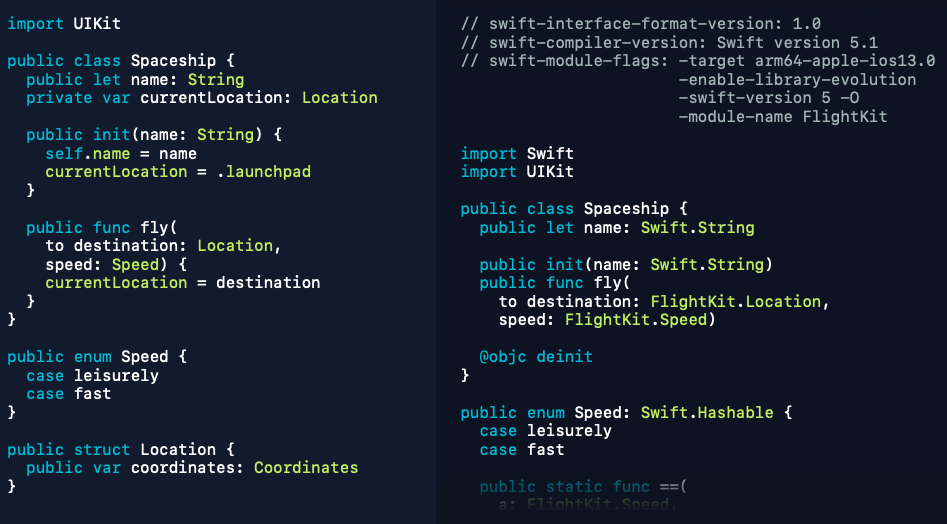 import UIKit

public class Spaceship {
  public let name: String
  private var currentLocation: Location

  public init(name: String) {
    self.name = name
    currentLocation = .launchpad
  }

  public func fly(
    to destination: Location,
    speed: Speed) {
    currentLocation = destination
  }
}

public enum Speed {
  case leisurely
  case fast
}

public struct Location {
  public var coordinates: Coordinates
}

// swift-interface-format-version: 1.0
// swift-compiler-version: Swift version 5.1
// swift-module-flags: -target arm64-apple-ios13.0
                       -enable-library-evolution
                       -swift-version 5 -O
                       -module-name FlightKit

import Swift
import UIKit

public class Spaceship {
  public let name: Swift.String

  public init(name: Swift.String)
  public func fly(
    to destination: FlightKit.Location,
    speed: FlightKit.Speed)

  @objc deinit
}

public enum Speed: Swift.Hashable {
  case leisurely
  case fast

  public static func ==(
    a: FlightKit.Speed,